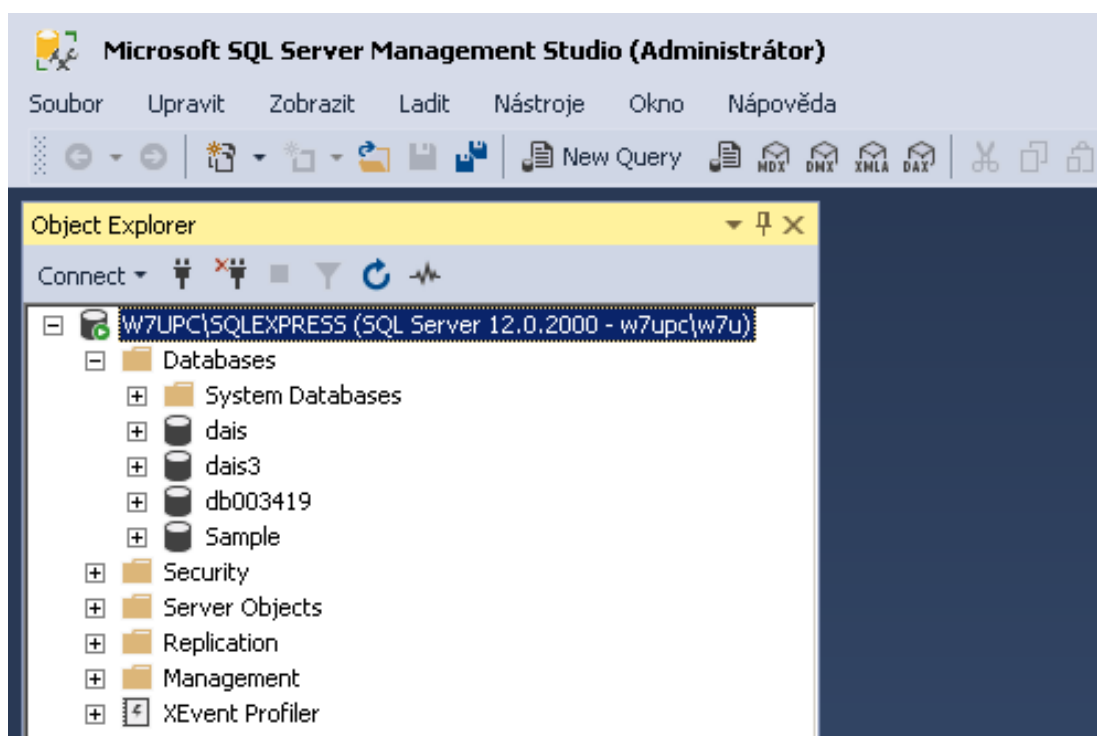 Microsoft SQL Server Management Studio (Administrátor)
Soubor Upravit Zobrazit Ladit Nástroje Okno Nápověda
New Query MDX DMX XMLA DAX
Object Explorer
Connect
W7UPC\SQLEXPRESS (SQL Server 12.0.2000 - w7upc\w7u)
Databases
System Databases
dais
dais3
db003419
Sample
Security
Server Objects
Replication
Management
XEvent Profiler